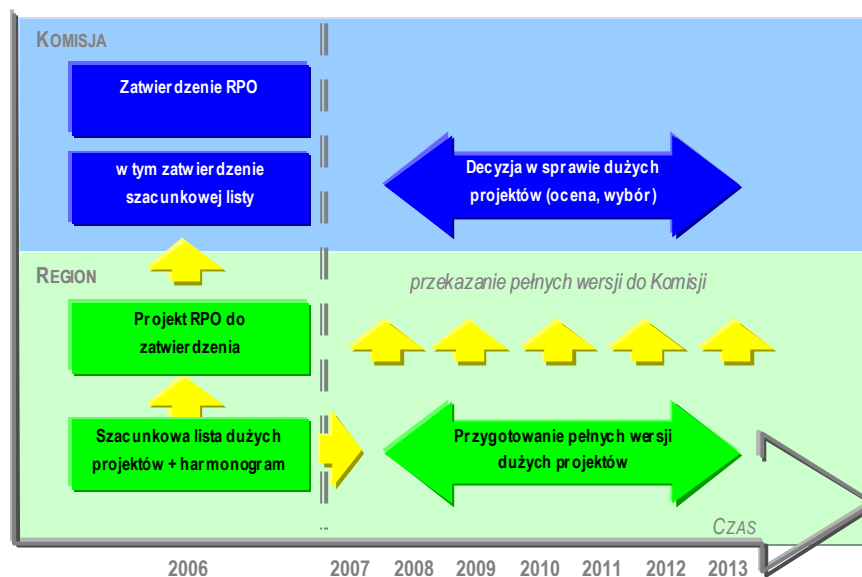 KOMISJA
Zatwierdzenie RPO
w tym zatwierdzenie
szacunkowej listy
Decyzja w sprawie dużych
projektów (ocena, wybór)
REGION
przekazanie pełnych wersji do Komisji
Projekt RPO do
zatwierdzenia
Szacunkowa lista dużych
projektów + harmonogram
Przygotowanie pełnych wersji
dużych projektów
CZAS
2006 2007 2008 2009 2010 2011 2012 2013